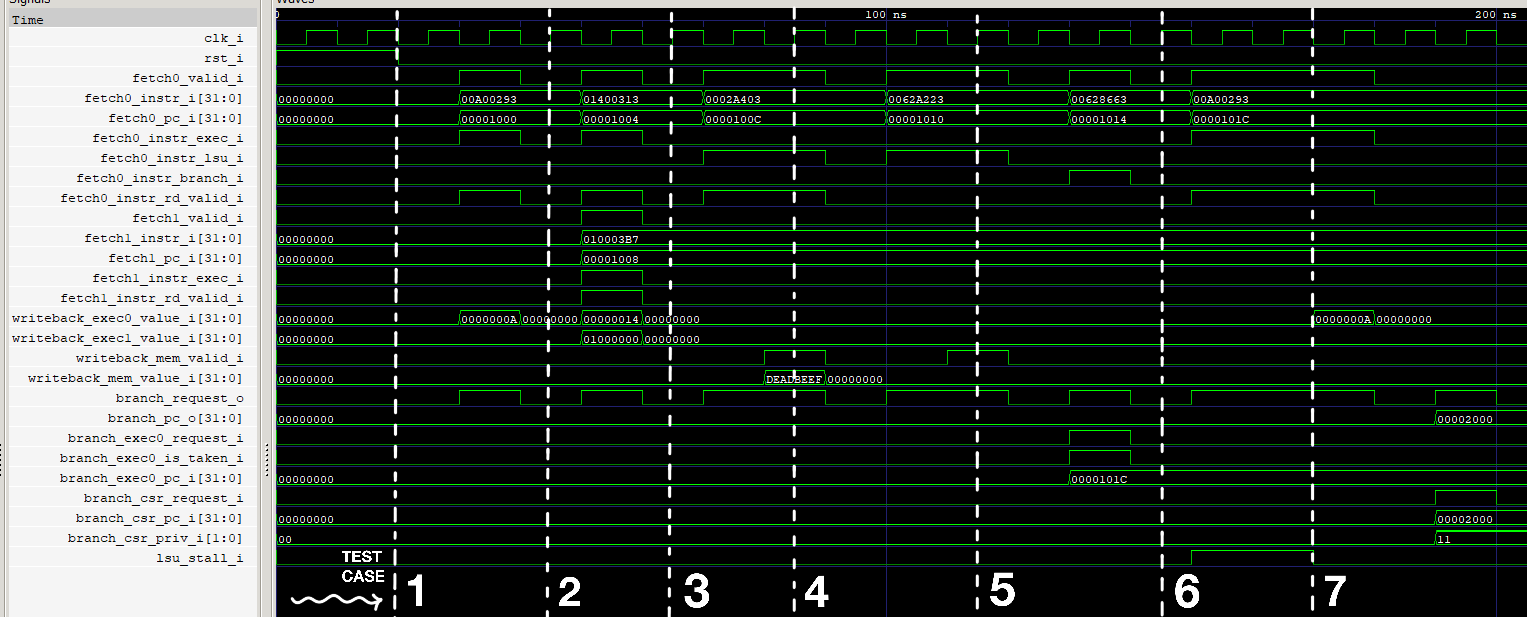 Signals
Waves
Time
0
100 ns
200 ns
clk_i
rst_i
fetch0_valid_i
fetch0_instr_i[31:0]
00000000 00A00293 01400313 0002A403 0062A223 00628663 00A00293
fetch0_pc_i[31:0]
00000000 00001000 00001004 0000100C 00001010 00001014 0000101C
fetch0_instr_exec_i
fetch0_instr_lsu_i
fetch0_instr_branch_i
fetch0_instr_rd_valid_i
fetch1_valid_i
fetch1_instr_i[31:0]
00000000 010003B7
fetch1_pc_i[31:0]
00000000 00001008
fetch1_instr_exec_i
fetch1_instr_rd_valid_i
writeback_exec0_value_i[31:0]
00000000 0000000A 00000000 00000014 00000000 0000000A 00000000
writeback_exec1_value_i[31:0]
00000000 01000000 00000000
writeback_mem_valid_i
writeback_mem_value_i[31:0]
00000000 DEADBEEF 00000000
branch_request_o
branch_pc_o[31:0]
00000000 00002000
branch_exec0_request_i
branch_exec0_is_taken_i
branch_exec0_pc_i[31:0]
00000000 0000101C
branch_csr_request_i
branch_csr_pc_i[31:0]
00000000 00002000
branch_csr_priv_i[1:0]
00 11
lsu_stall_i
TEST
CASE
1 2 3 4 5 6 7